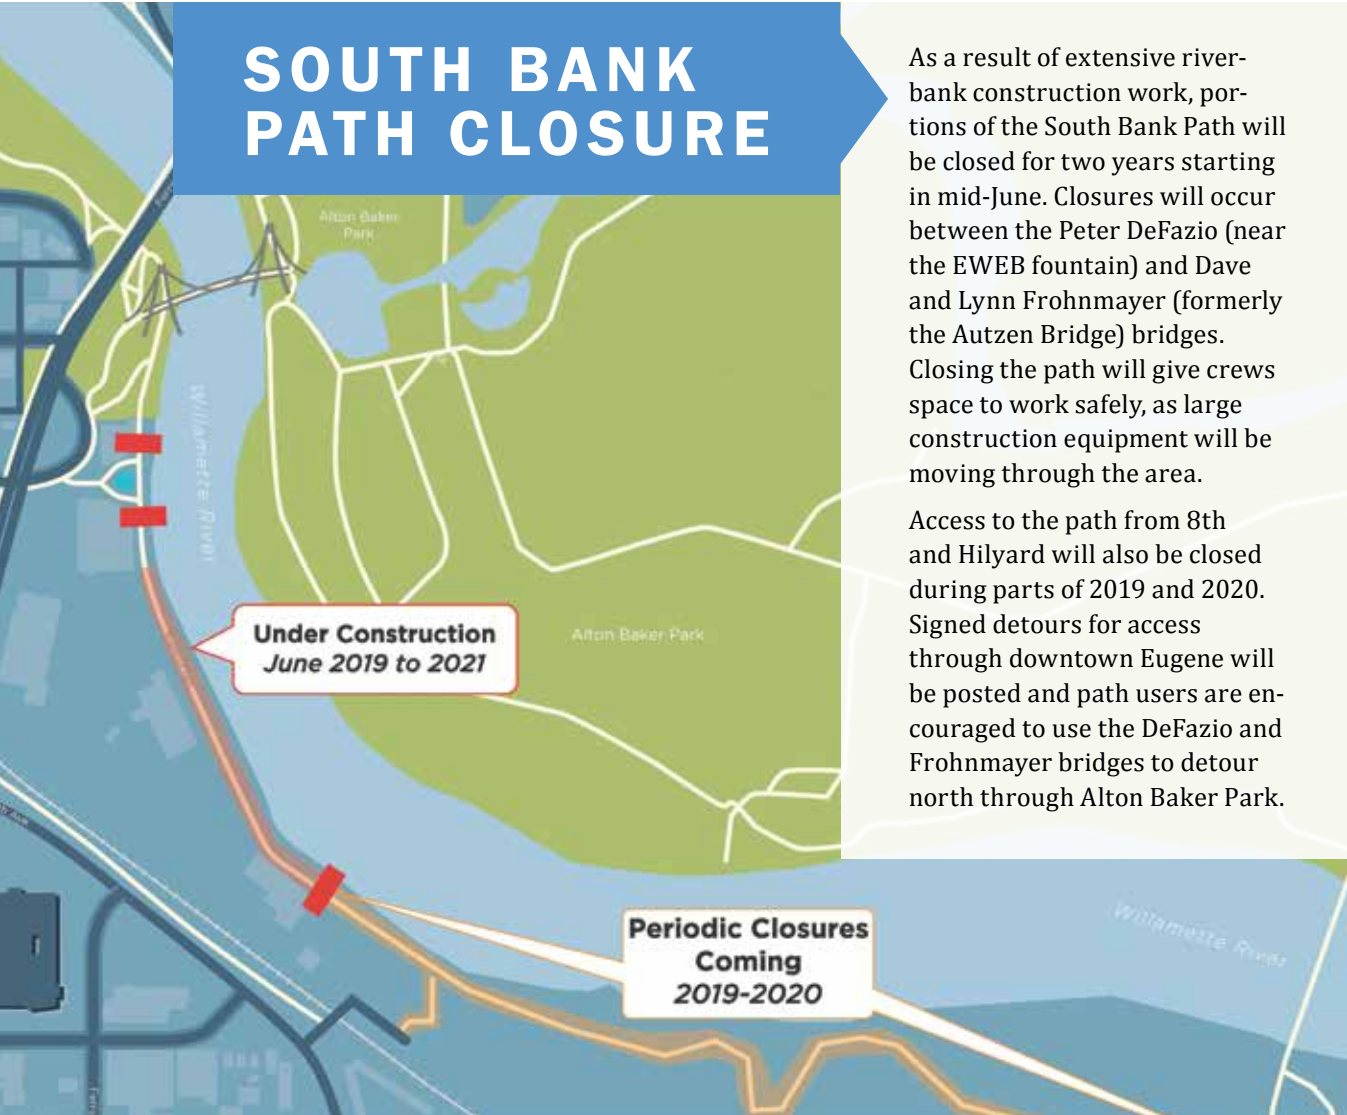 SOUTH BANK
PATH CLOSURE
As a result of extensive river-
bank construction work, por-
tions of the South Bank Path will
be closed for two years starting
in mid-June. Closures will occur
between the Peter DeFazio (near
the EWEB fountain) and Dave
and Lynn Frohnmayer (formerly
the Autzen Bridge) bridges.
Closing the path will give crews
space to work safely, as large
construction equipment will be
moving through the area.
Access to the path from 8th
and Hilyard will also be closed
during parts of 2019 and 2020.
Signed detours for access
through downtown Eugene will
be posted and path users are en-
couraged to use the DeFazio and
Frohnmayer bridges to detour
north through Alton Baker Park.
Alton Baker
Park
Willamette River
Under Construction
June 2019 to 2021
Alton Baker Park
Periodic Closures
Coming
2019-2020
Willamette River